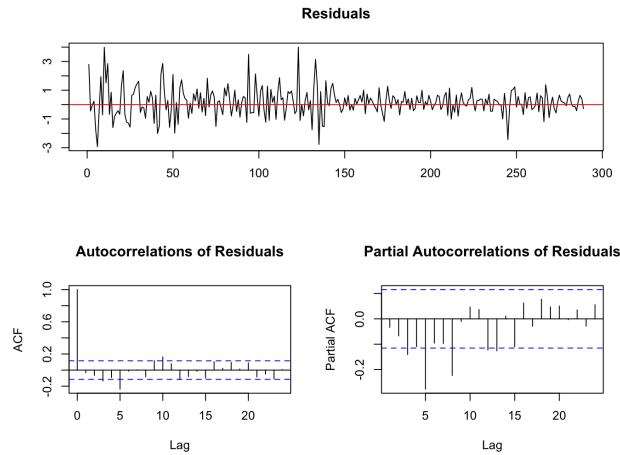 Residuals
3
1
-1
-3
0 50 100 150 200 250 300
Autocorrelations of Residuals
ACF
1.0
0.6
0.2
-0.2
0 5 10 15 20
Lag
Partial Autocorrelations of Residuals
Partial ACF
0.0
-0.2
5 10 15 20
Lag